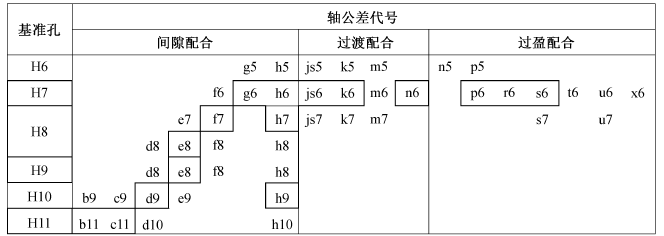 基准孔 轴公差代号
间隙配合 过渡配合 过盈配合
H6 g5 h5 js5 k5 m5 n5 p5
H7 f6 g6 h6 js6 k6 m6 n6 p6 r6 s6 t6 u6 x6
H8 e7 f7 h7 js7 k7 m7 s7 u7
d8 e8 f8 h8
H9 d8 e8 f8 h8
H10 b9 c9 d9 e9 h9
H11 b11 c11 d10 h10